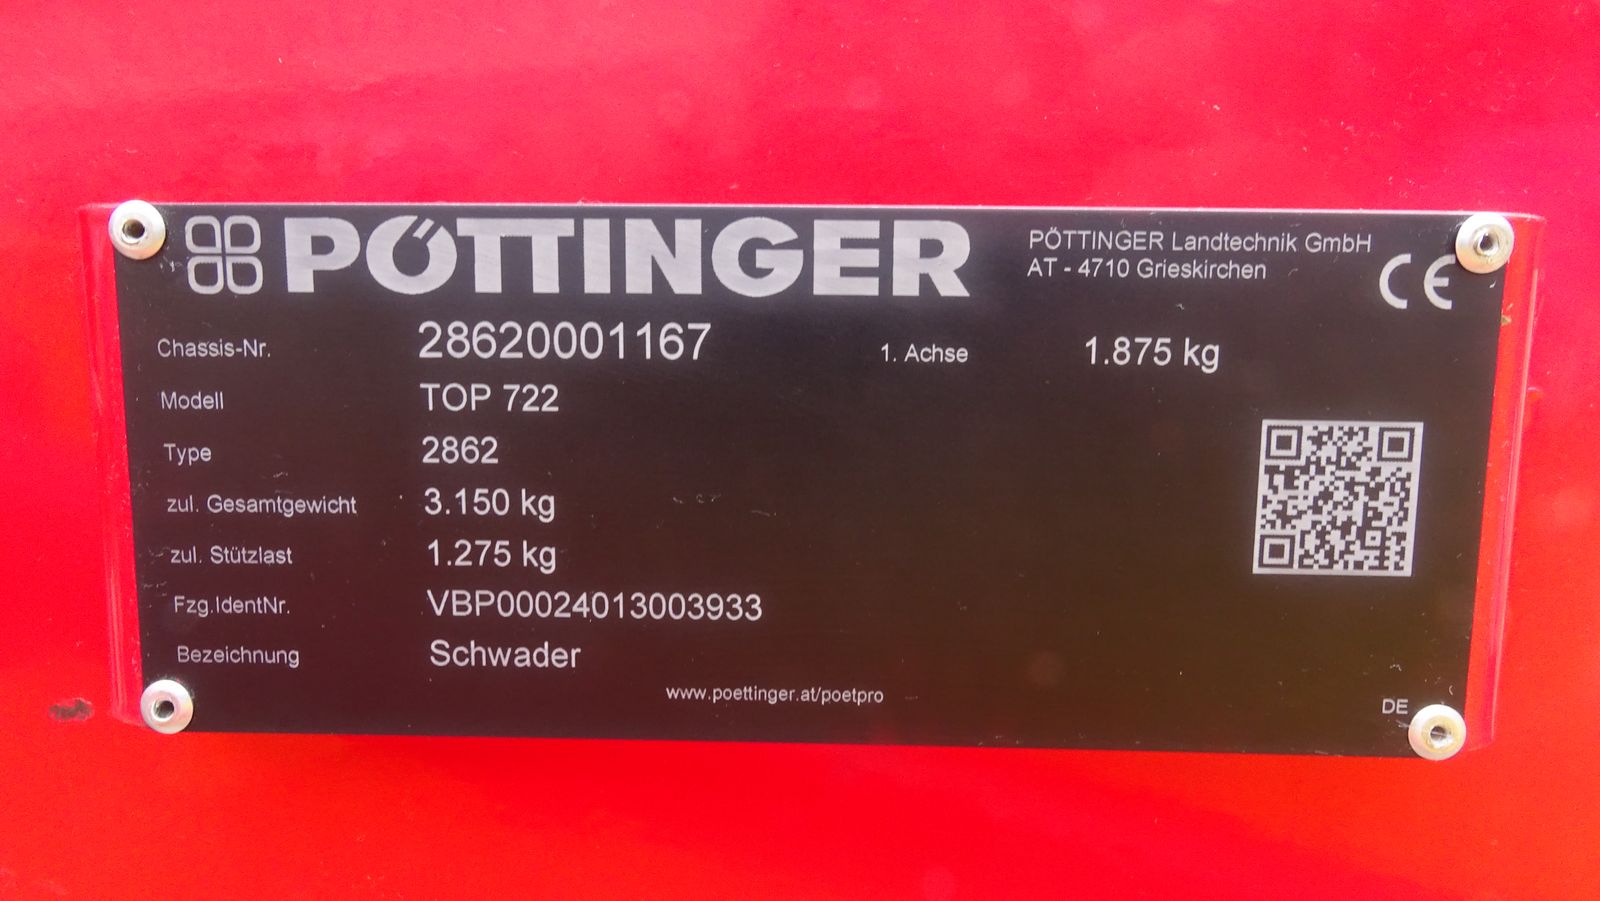 PÖTTINGER
PÖTTINGER Landtechnik GmbH
AT - 4710 Grieskirchen
CE
Chassis-Nr. 28620001167 1. Achse 1.875 kg
Modell TOP 722
Type 2862
zul. Gesamtgewicht 3.150 kg
zul. Stützlast 1.275 kg
Fzg.IdentNr. VBP00024013003933
Bezeichnung Schwader
www.poettinger.at/poetpro
DE